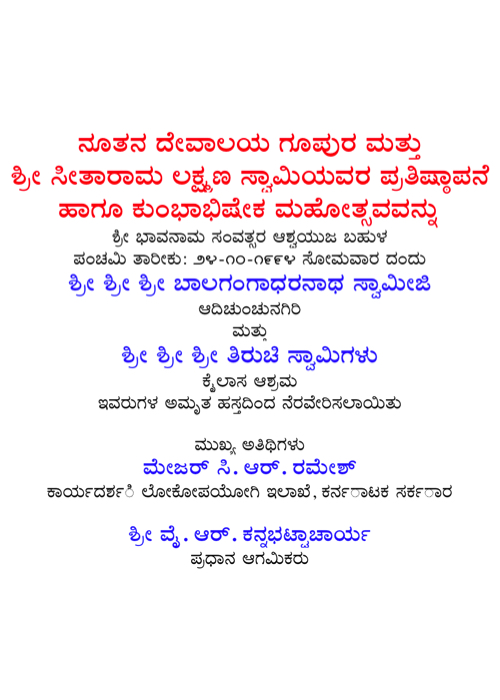 ನೂತನ ದೇವಾಲಯ ಗೂಪುರ ಮತ್ತು
ಶ್ರೀ ಸೀತಾರಾಮ ಲಕ್ಷ್ಮಣ ಸ್ವಾಮಿಯವರ ಪ್ರತಿಷ್ಠಾಪನೆ
ಹಾಗೂ ಕುಂಭಾಭಿಷೇಕ ಮಹೋತ್ಸವವನ್ನು
ಶ್ರೀ ಭಾವನಾಮ ಸಂವತ್ಸರ ಆಶ್ವಯುಜ ಬಹುಳ
ಪಂಚಮಿ ತಾರೀಕು: ೨೪-೧೦-೧೯೯೪ ಸೋಮವಾರ ದಂದು
ಶ್ರೀ ಶ್ರೀ ಶ್ರೀ ಬಾಲಗಂಗಾಧರನಾಥ ಸ್ವಾಮೀಜಿ
ಆದಿಚುಂಚುನಗಿರಿ
ಮತ್ತು
ಶ್ರೀ ಶ್ರೀ ಶ್ರೀ ತಿರುಚಿ ಸ್ವಾಮಿಗಳು
ಕೈಲಾಸ ಆಶ್ರಮ
ಇವರುಗಳ ಅಮೃತ ಹಸ್ತದಿಂದ ನೆರವೇರಿಸಲಾಯಿತು
ಮುಖ್ಯ ಅತಿಥಿಗಳು
ಮೇಜರ್ ಸಿ. ಆರ್. ರಮೇಶ್
ಕಾರ್ಯದರ್ಶಿ ಲೋಕೋಪಯೋಗಿ ಇಲಾಖೆ, ಕರ್ನಾಟಕ ಸರ್ಕಾರ
ಶ್ರೀ ವೈ. ಆರ್. ಕನ್ನಭಟ್ಟಾಚಾರ್ಯ
ಪ್ರಧಾನ ಆಗಮಿಕರು